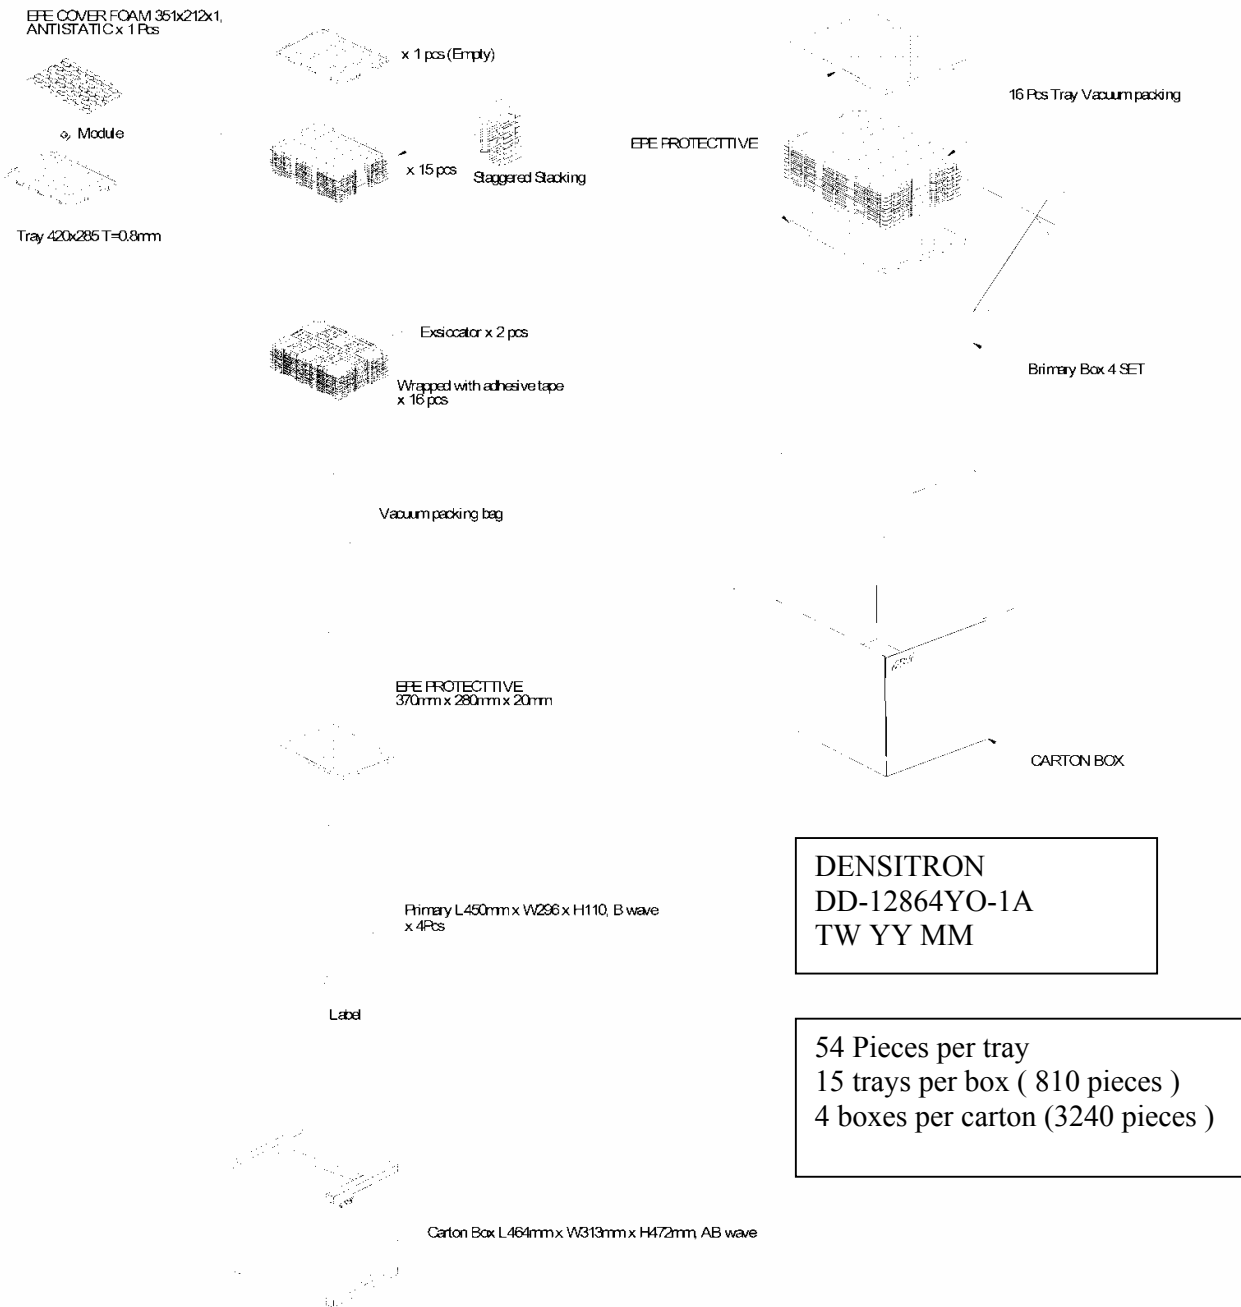 EPE COVER FOAM 351x212x1,
ANTISTATIC x 1 Pcs
Module
Tray 420x285 T=0.8mm
x 1 pcs (Empty)
x 15 pcs
Staggered Stacking
Exsiccator x 2 pcs
Wrapped with adhesive tape
x 16 pcs
Vacuum packing bag
EPE PROTECTTIVE
370mm x 280mm x 20mm
Primary L450mm x W296 x H110, B wave
x 4Pcs
Label
Carton Box L464mm x W313mm x H472mm, AB wave
16 Pcs Tray Vacuum packing
EPE PROTECTTIVE
Brimary Box 4 SET
CARTON BOX
DENSITRON
DD-12864YO-1A
TW YY MM
54 Pieces per tray
15 trays per box ( 810 pieces )
4 boxes per carton (3240 pieces )